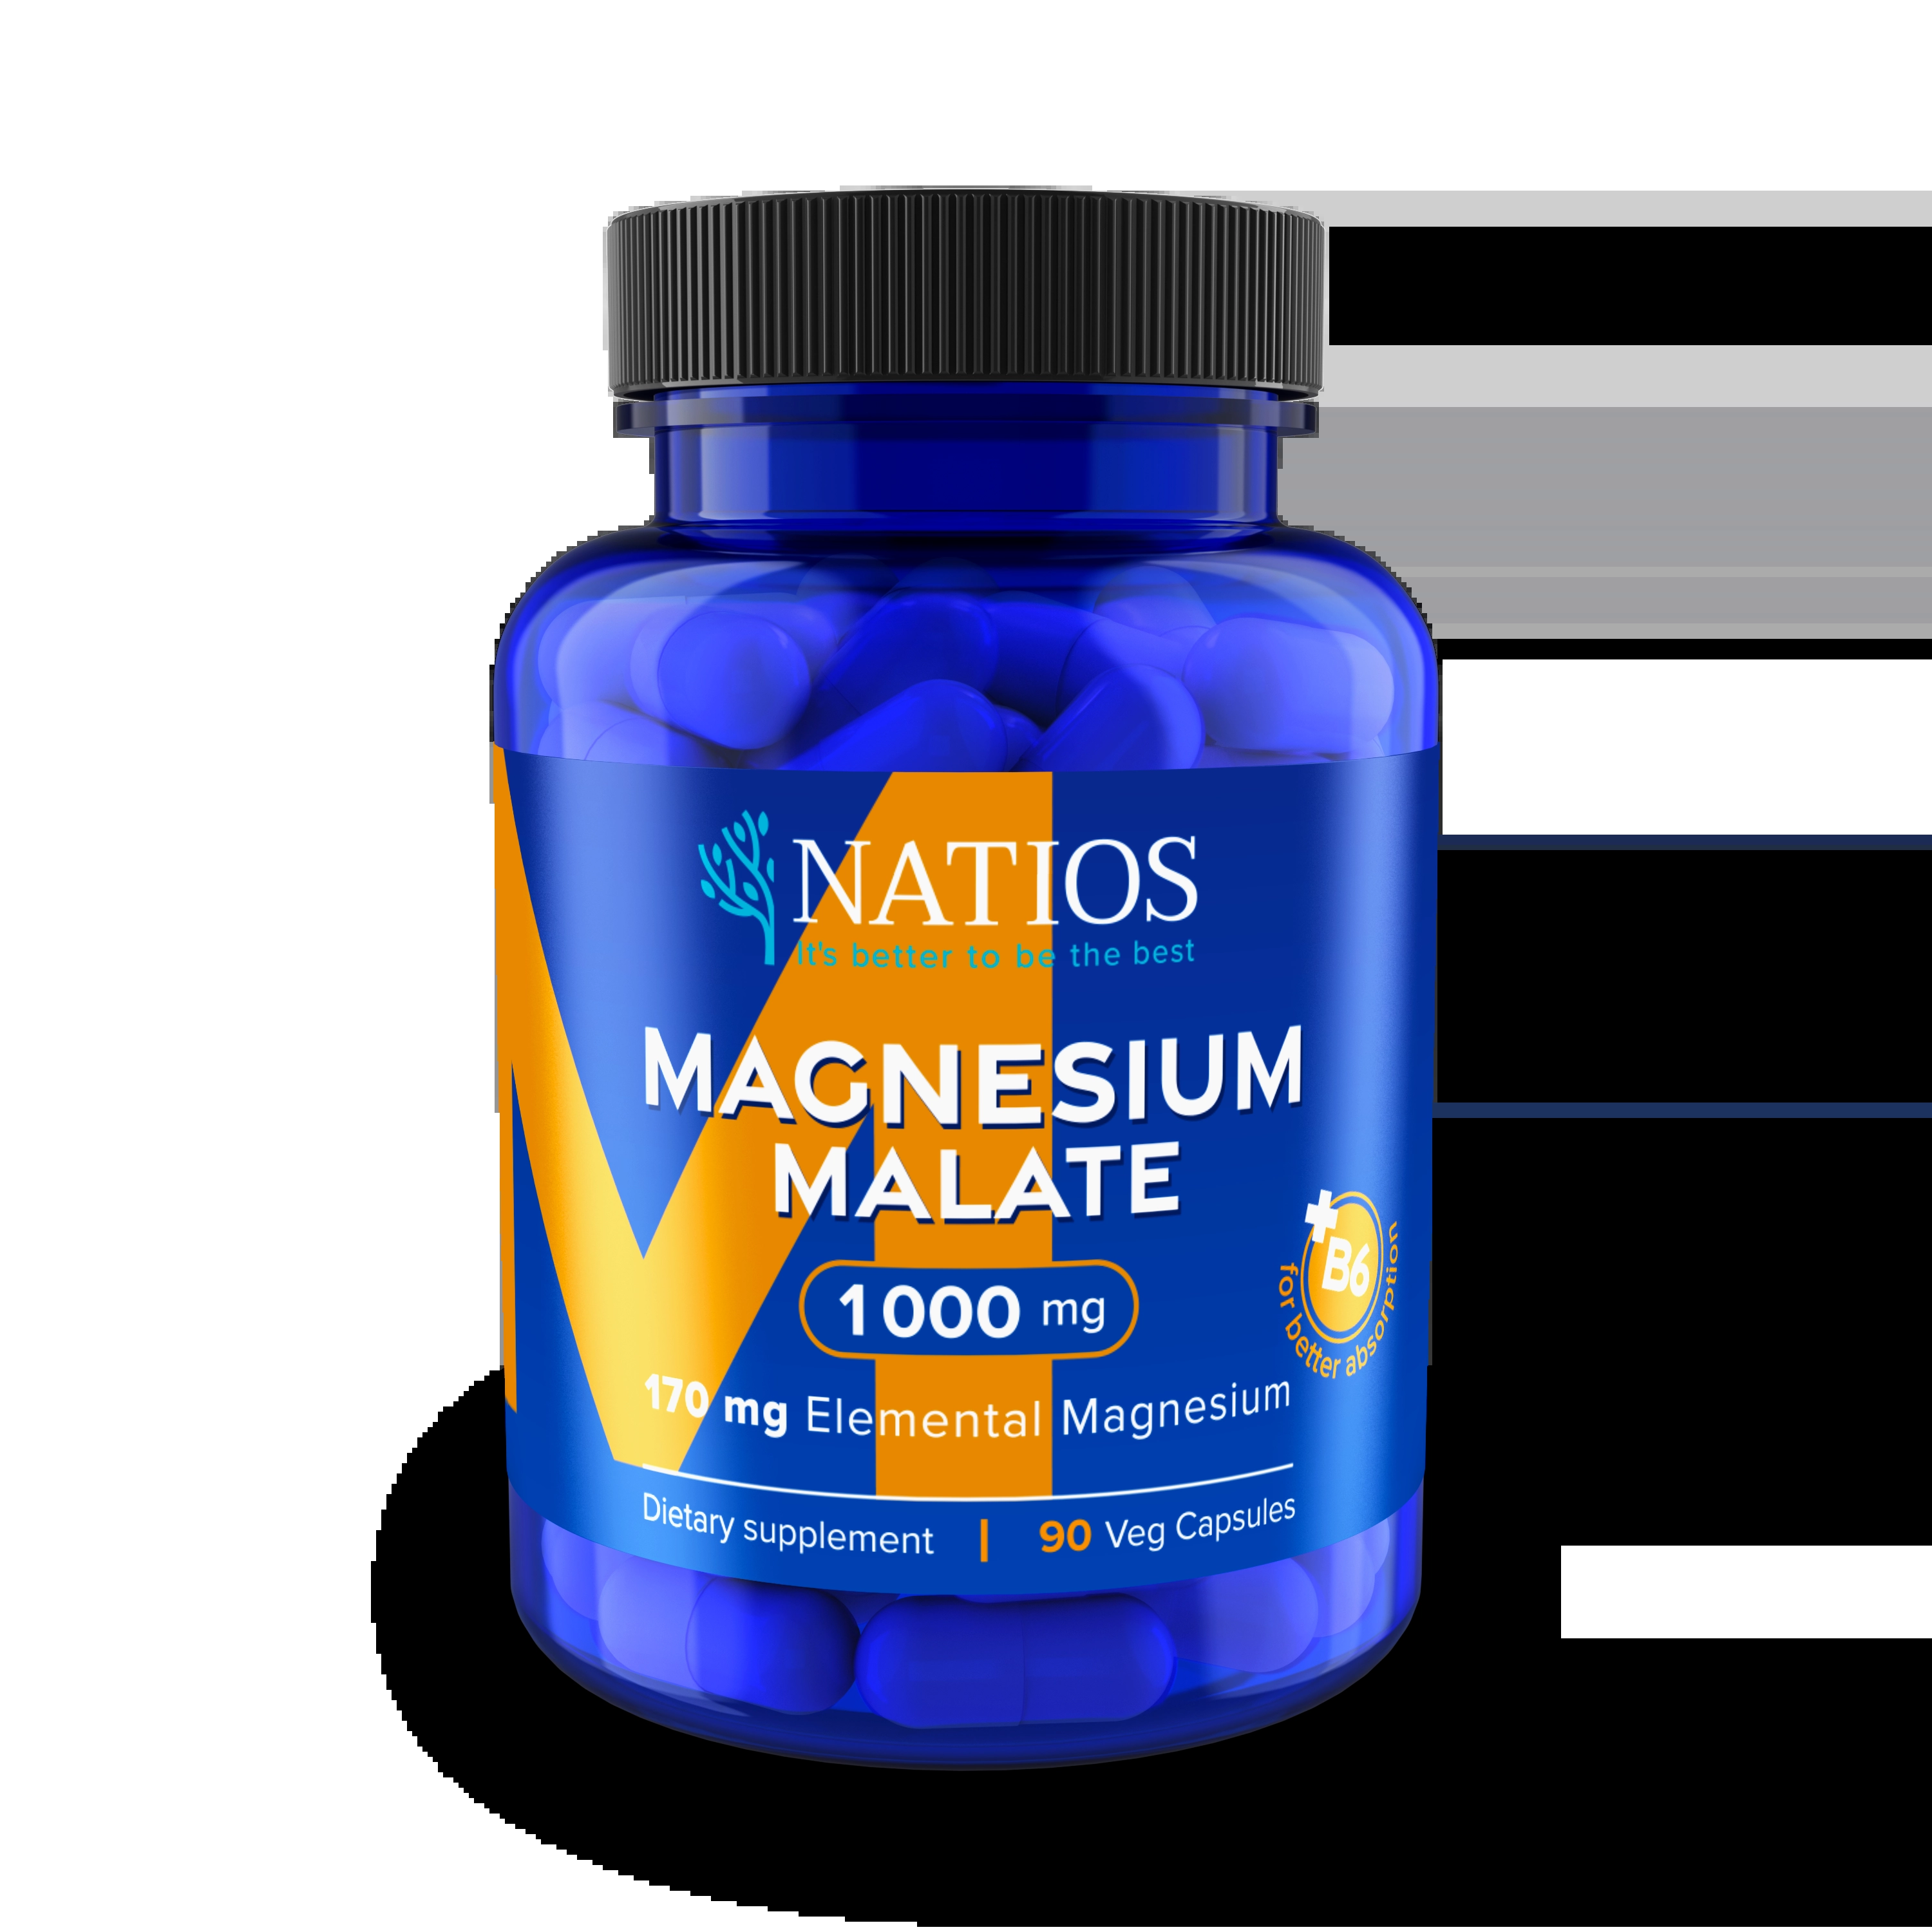 NATIOS
It's better to be the best
MAGNESIUM
MALATE
1000 mg
+B6
for better absorption
170 mg Elemental Magnesium
Dietary supplement | 90 Veg Capsules